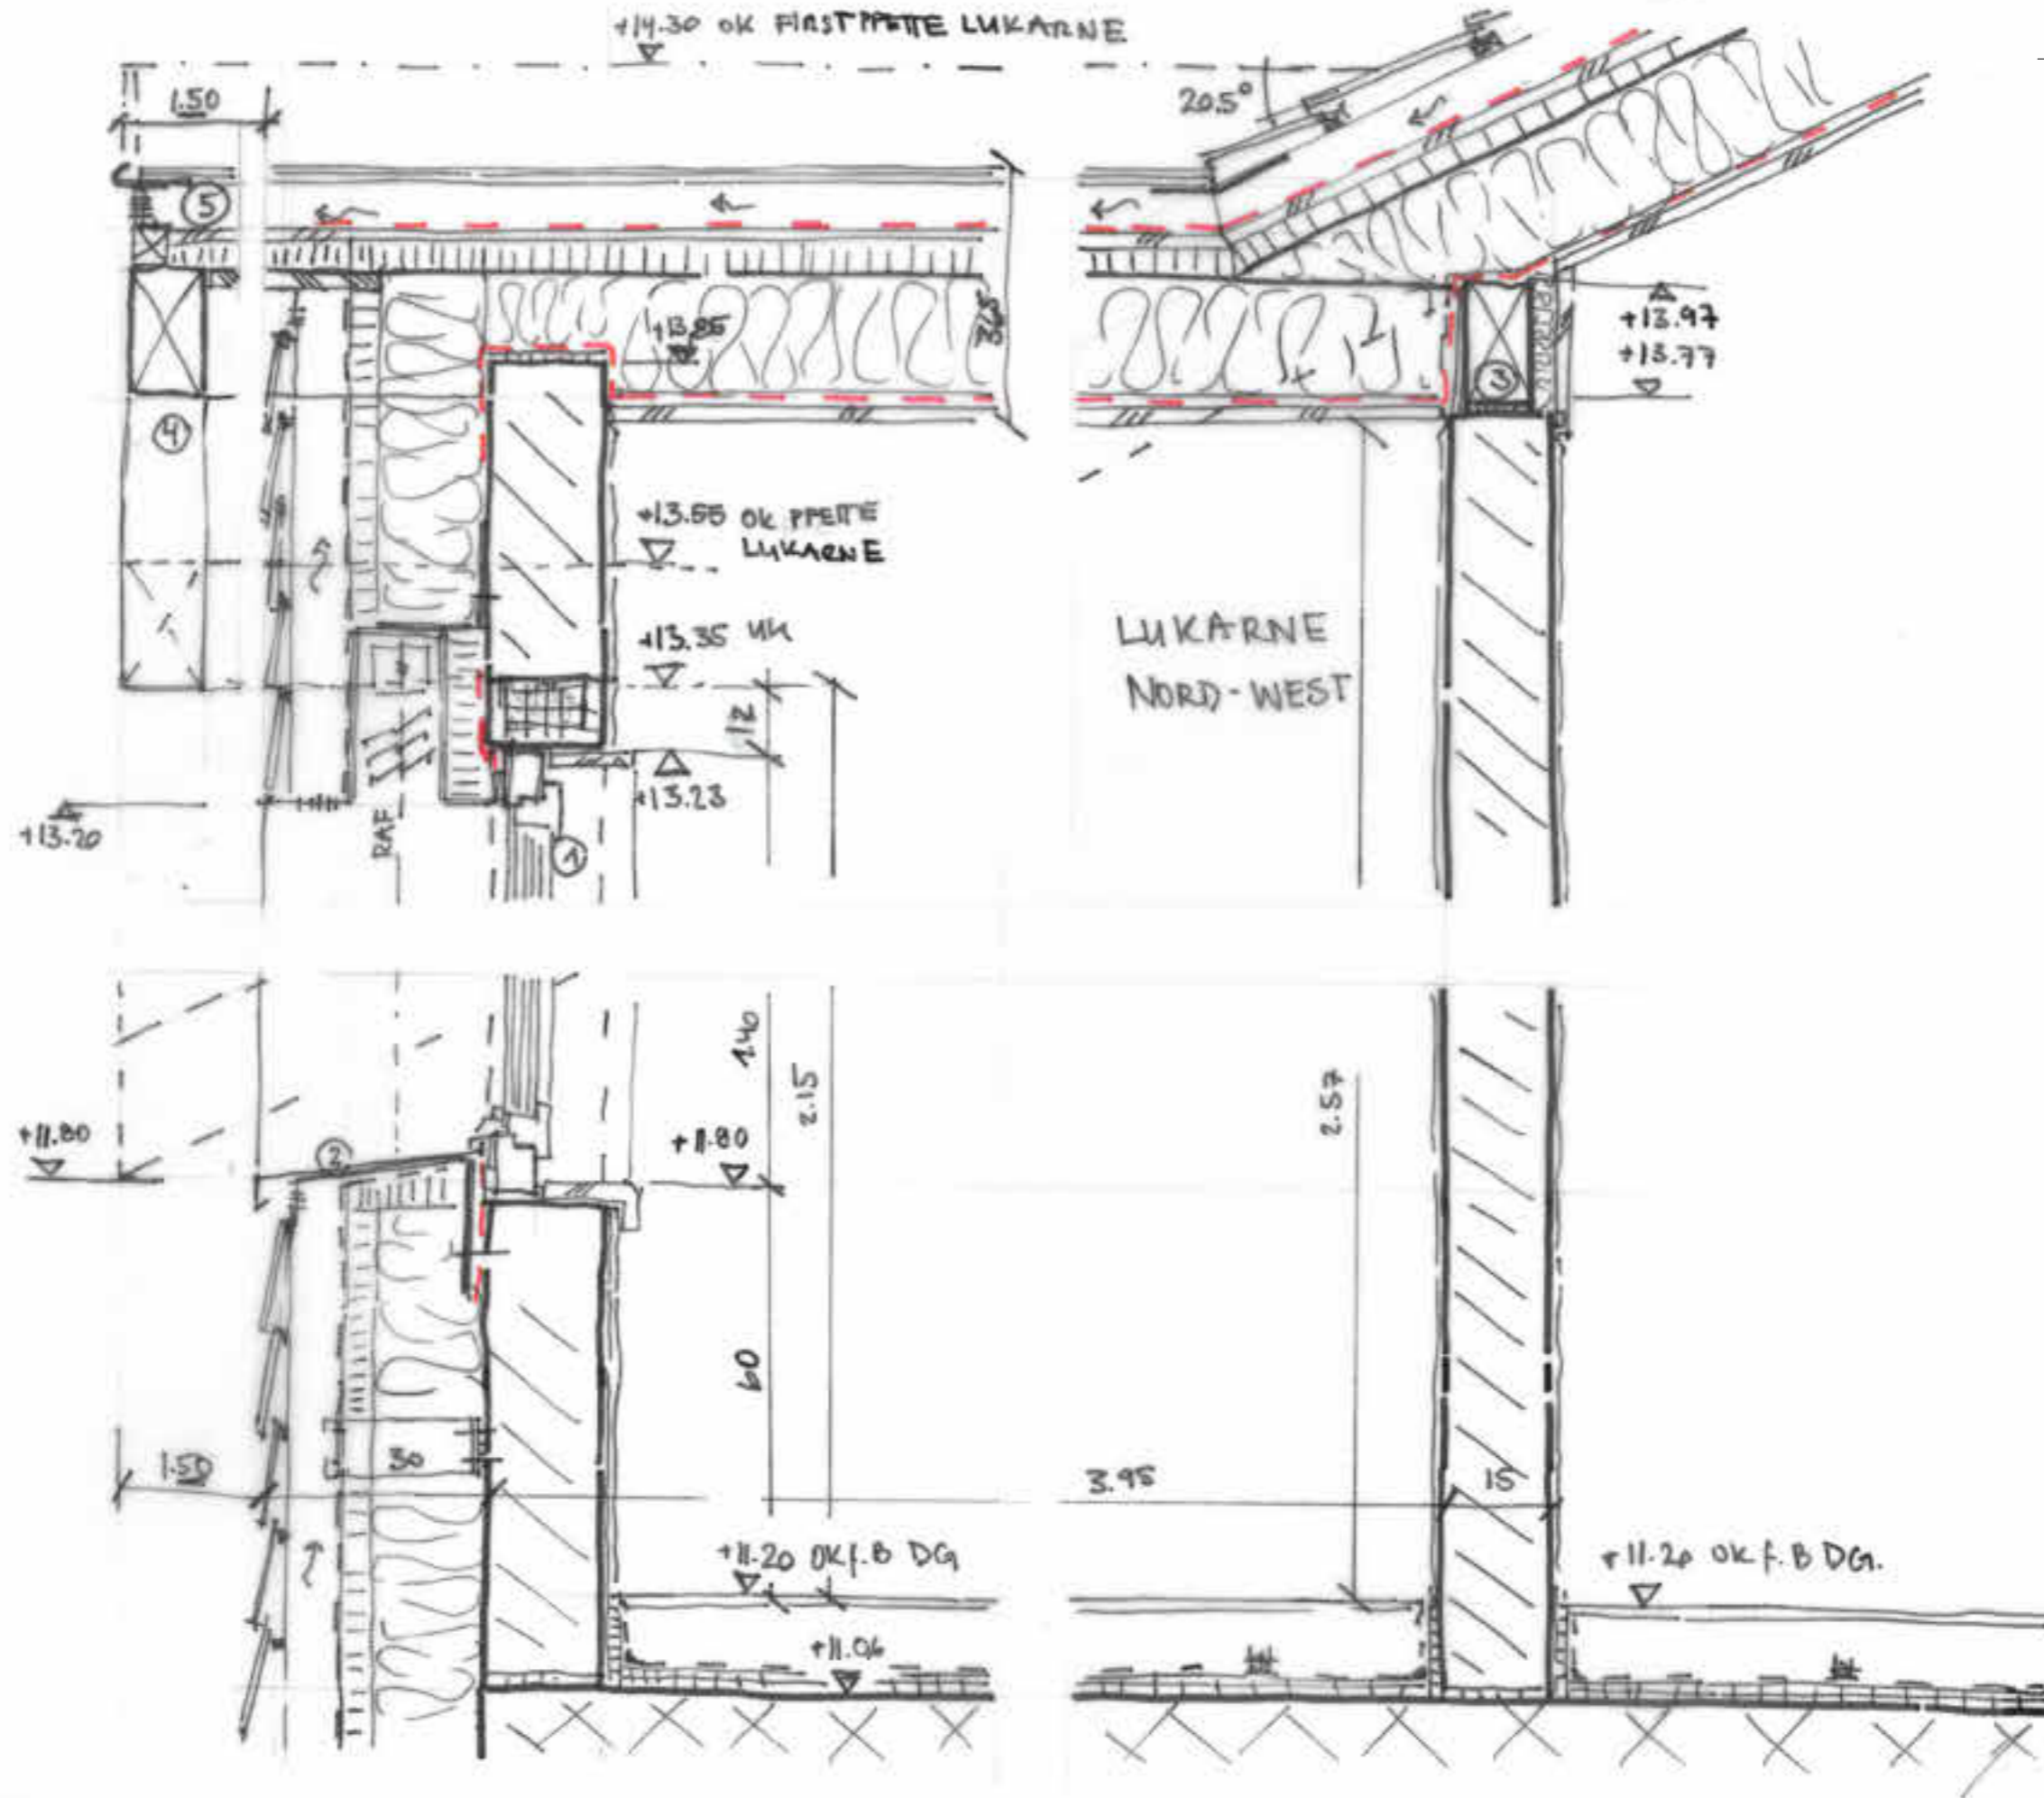 +14.30 OK FIRSTPFETTE LUKARNE
1.50
20.5°
5
36.5
+13.85
+13.97
+13.77
3
4
+13.55 OK PFETTE
LUKARNE
+13.35 UK
LUKARNE
NORD-WEST
12
+13.23
+13.20
RAF
1
140
2.15
2.57
+11.80
2
+11.80
60
1.50
30
3.95
15
+11.20 OK f.B DG
+11.20 OK f.B DG.
+11.06